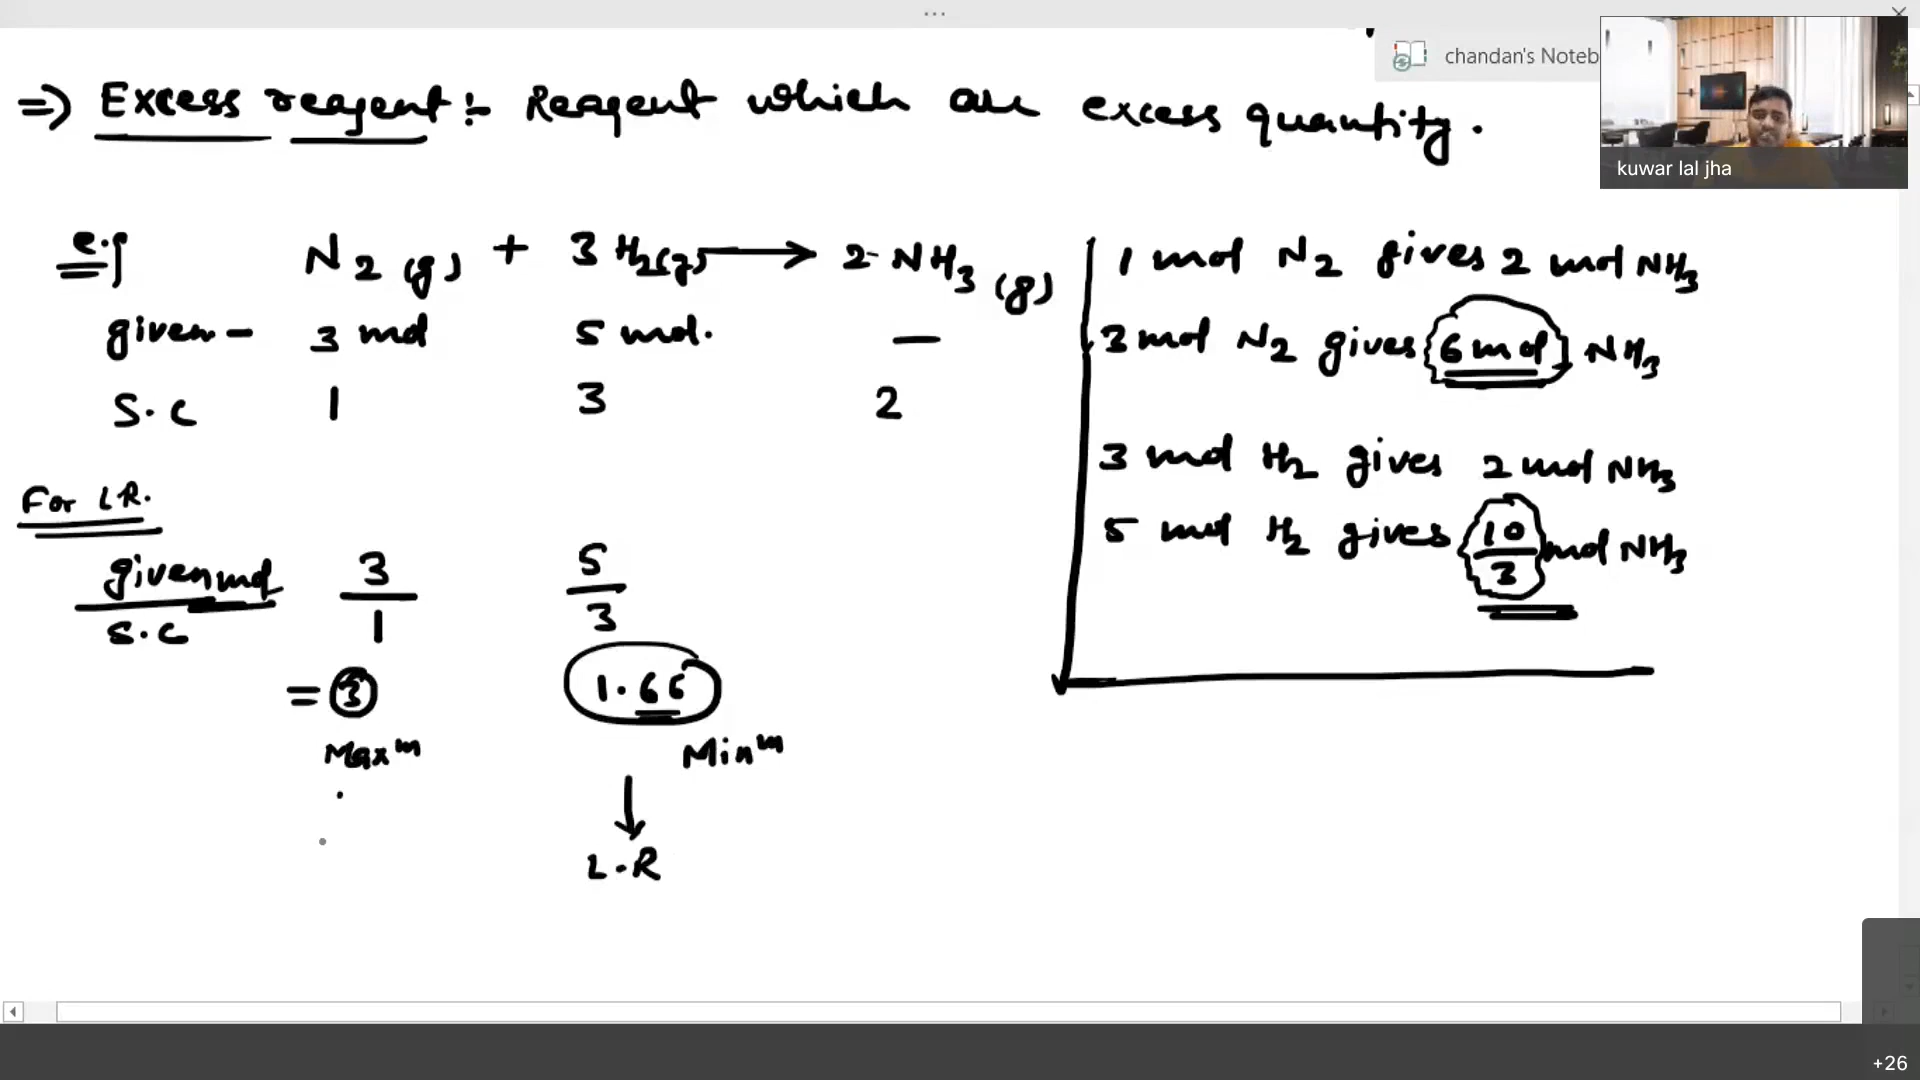 ...
chandan's Noteb
kuwar lal jha
=> Excess reagent :- Reagent which are excess quantity.
e.g N2 (g) + 3 H2(g) → 2 NH3 (g)
given - 3 mol 5 mol. —
S.C 1 3 2
For L.R.
given mol / S.C 3/1 5/3
= 3 1.66
Maxm Minm
↓
L.R
1 mol N2 gives 2 mol NH3
3 mol N2 gives 6 mol NH3
3 mol H2 gives 2 mol NH3
5 mol H2 gives 10/3 mol NH3
+26